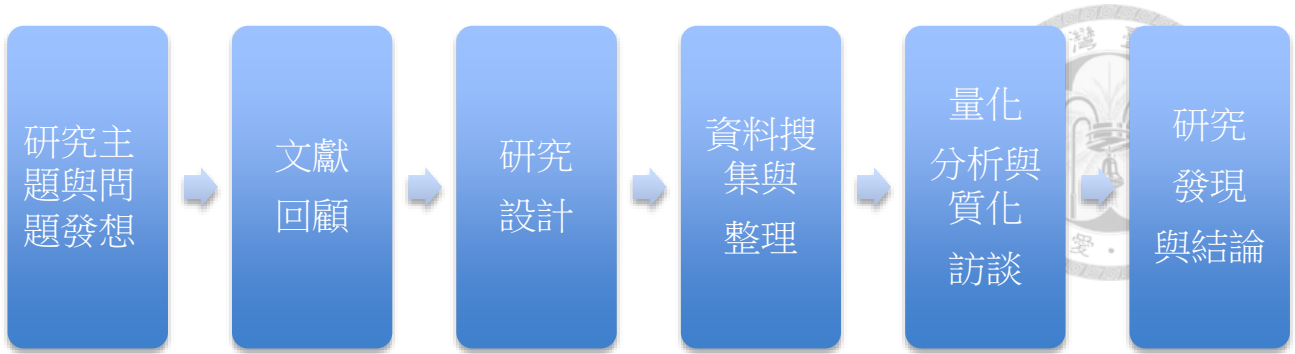 研究主
題與問
題發想
文獻
回顧
研究
設計
資料搜
集與
整理
量化
分析與
質化
訪談
研究
發現
與結論
灣
愛